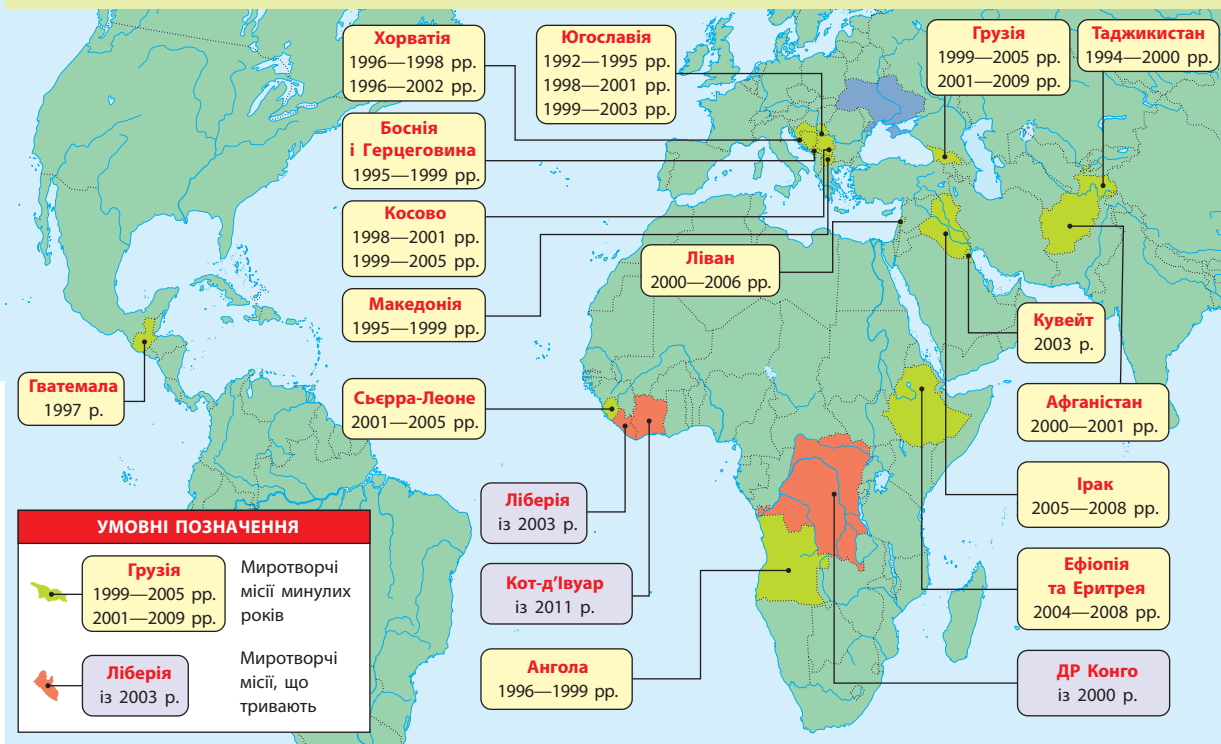 Хорватія
1996—1998 рр.
1996—2002 рр.
Югославія
1992—1995 рр.
1998—2001 рр.
1999—2003 рр.
Грузія
1999—2005 рр.
2001—2009 рр.
Таджикистан
1994—2000 рр.
Боснія
і Герцеговина
1995—1999 рр.
Косово
1998—2001 рр.
1999—2005 рр.
Ліван
2000—2006 рр.
Македонія
1995—1999 рр.
Кувейт
2003 р.
Гватемала
1997 р.
Сьєрра-Леоне
2001—2005 рр.
Афганістан
2000—2001 рр.
Ірак
2005—2008 рр.
Ліберія
із 2003 р.
Кот-д'Івуар
із 2011 р.
Ефіопія
та Еритрея
2004—2008 рр.
Ангола
1996—1999 рр.
ДР Конго
із 2000 р.
УМОВНІ ПОЗНАЧЕННЯ
Грузія
1999—2005 рр.
2001—2009 рр.
Миротворчі
місії минулих
років
Ліберія
із 2003 р.
Миротворчі
місії, що
тривають